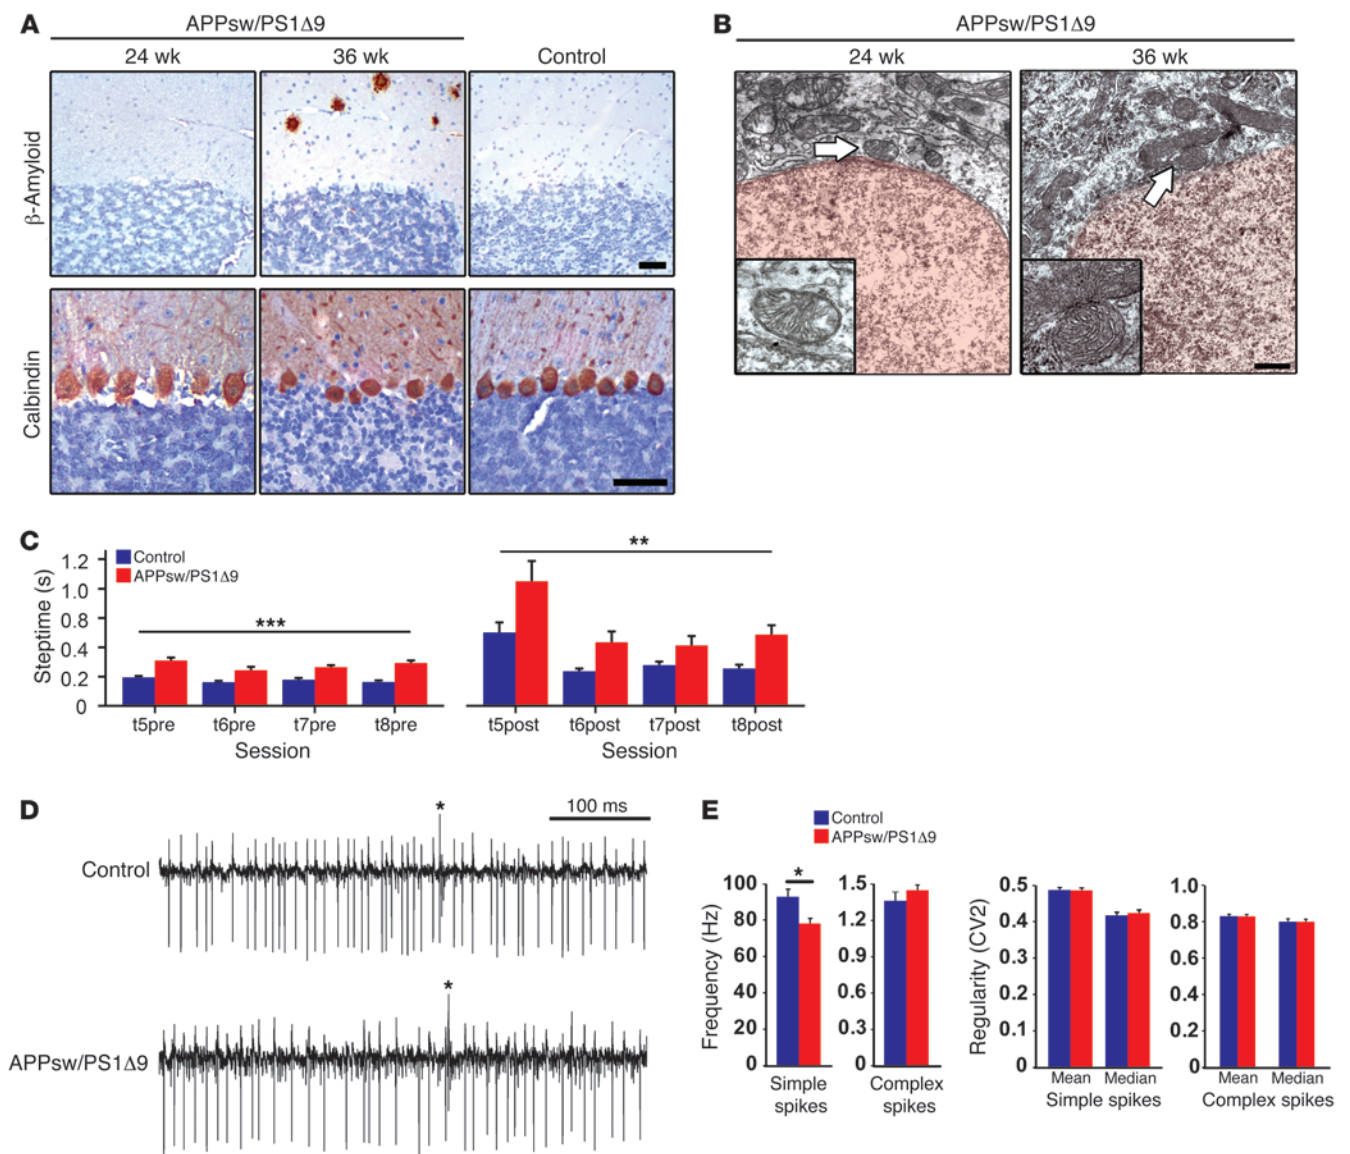 A
APPsw/PS1Δ9
24 wk
36 wk
Control
β-Amyloid
Calbindin
B
APPsw/PS1Δ9
24 wk
36 wk
C
Control
APPsw/PS1Δ9
Steptime (s)
1.2
1.0
0.8
0.4
0.2
0
***
t5pre
t6pre
t7pre
t8pre
Session
**
t5post
t6post
t7post
t8post
Session
D
100 ms
*
Control
*
APPsw/PS1Δ9
E
Control
APPsw/PS1Δ9
Frequency (Hz)
100
80
60
40
20
0
*
Simple
spikes
1.5
1.2
0.9
0.6
0.3
0
Complex
spikes
Regularity (CV2)
0.5
0.4
0.3
0.2
0.1
0
Mean
Median
Simple spikes
1.0
0.8
0.6
0.4
0.2
0
Mean
Median
Complex spikes